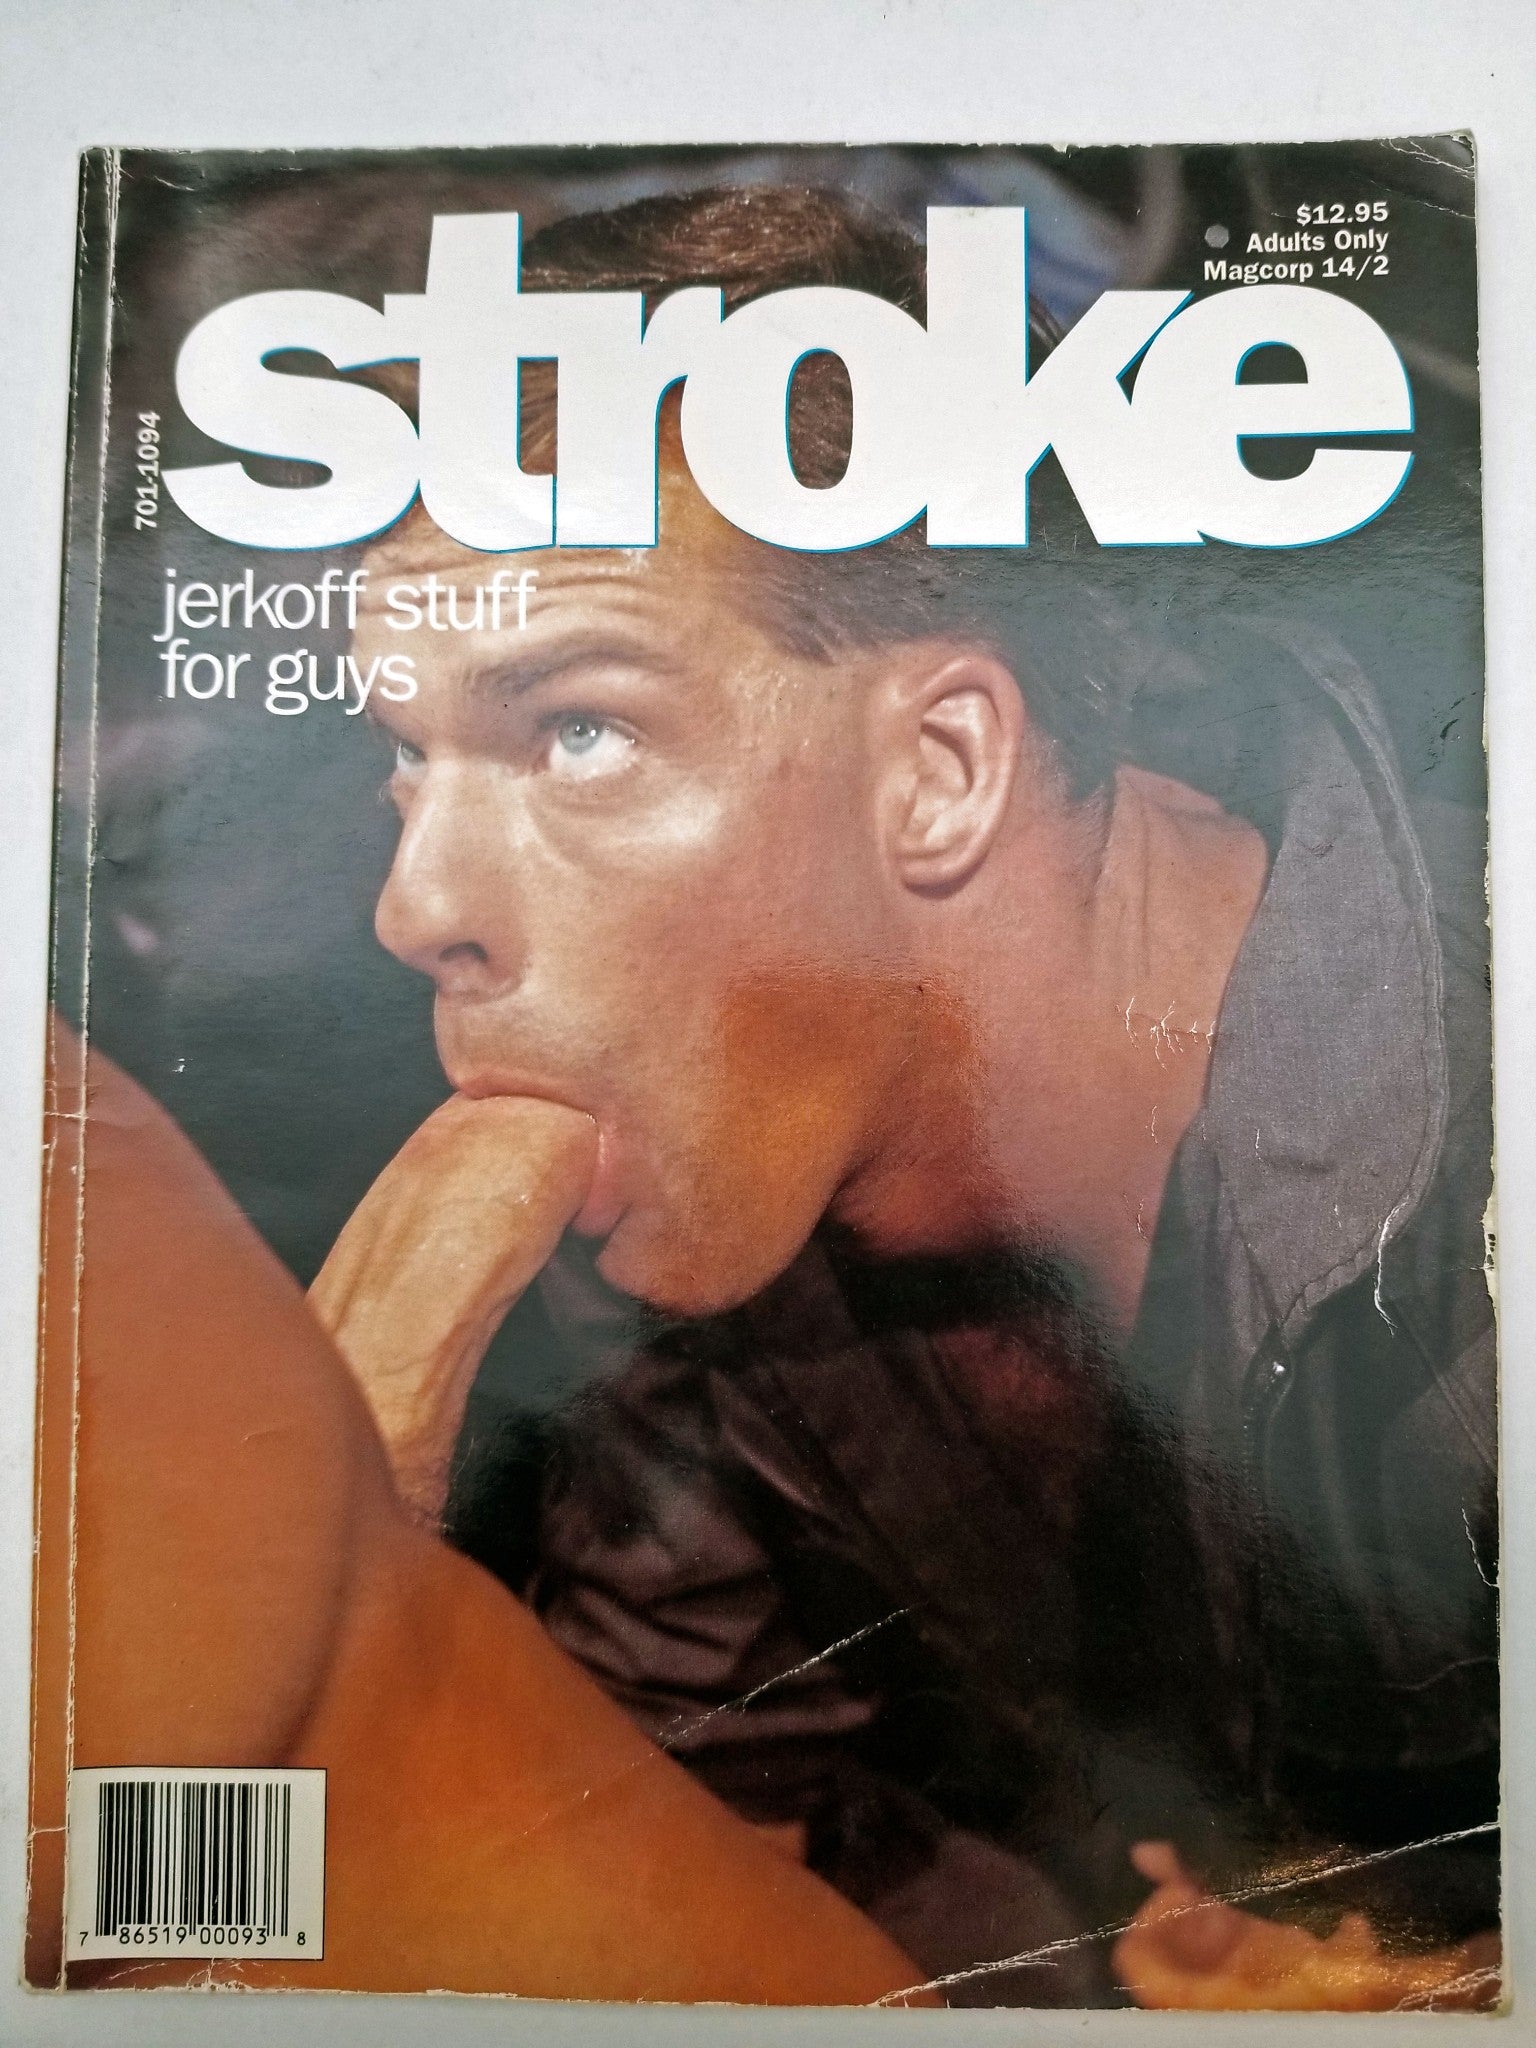 $12.95
Adults Only
Magcorp 14/2
stroke
701-1094
jerkoff stuff
for guys
7 86519 00093 8